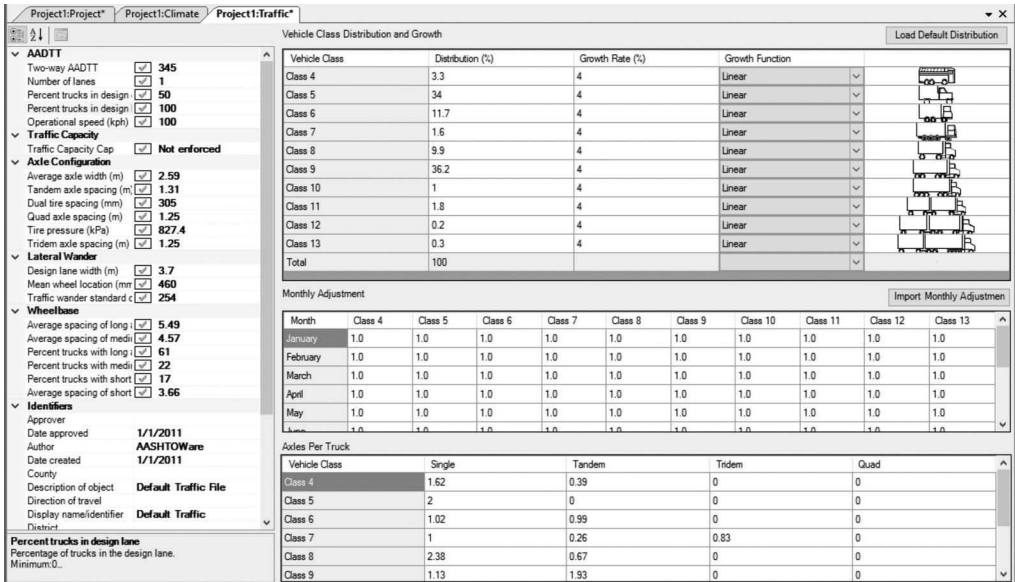 Project1:Project* Project1:Climate Project1:Traffic*
AADTT
Two-way AADTT 345
Number of lanes 1
Percent trucks in design 50
Percent trucks in design 100
Operational speed (kph) 100
Traffic Capacity
Traffic Capacity Cap Not enforced
Axle Configuration
Average axle width (m) 2.59
Tandem axle spacing (m) 1.31
Dual tire spacing (mm) 305
Quad axle spacing (m) 1.25
Tire pressure (kPa) 827.4
Tridem axle spacing (m) 1.25
Lateral Wander
Design lane width (m) 3.7
Mean wheel location (mm 460
Traffic wander standard d 254
Wheelbase
Average spacing of long 5.49
Average spacing of medi 4.57
Percent trucks with long 61
Percent trucks with medi 22
Percent trucks with short 17
Average spacing of short 3.66
Identifiers
Approver
Date approved 1/1/2011
Author AASHTOWare
Date created 1/1/2011
County
Description of object Default Traffic File
Direction of travel
Display name/identifier Default Traffic
District
Percent trucks in design lane
Percentage of trucks in the design lane.
Minimum:0...
Vehicle Class Distribution and Growth Load Default Distribution
Vehicle Class Distribution (%) Growth Rate (%) Growth Function
Class 4 3.3 4 Linear
Class 5 34 4 Linear
Class 6 11.7 4 Linear
Class 7 1.6 4 Linear
Class 8 9.9 4 Linear
Class 9 36.2 4 Linear
Class 10 1 4 Linear
Class 11 1.8 4 Linear
Class 12 0.2 4 Linear
Class 13 0.3 4 Linear
Total 100
Monthly Adjustment Import Monthly Adjustmen
Month Class 4 Class 5 Class 6 Class 7 Class 8 Class 9 Class 10 Class 11 Class 12 Class 13
January 1.0 1.0 1.0 1.0 1.0 1.0 1.0 1.0 1.0 1.0
February 1.0 1.0 1.0 1.0 1.0 1.0 1.0 1.0 1.0 1.0
March 1.0 1.0 1.0 1.0 1.0 1.0 1.0 1.0 1.0 1.0
April 1.0 1.0 1.0 1.0 1.0 1.0 1.0 1.0 1.0 1.0
May 1.0 1.0 1.0 1.0 1.0 1.0 1.0 1.0 1.0 1.0
June 1.0 1.0 1.0 1.0 1.0 1.0 1.0 1.0 1.0 1.0
Axles Per Truck
Vehicle Class Single Tandem Tridem Quad
Class 4 1.62 0.39 0 0
Class 5 2 0 0 0
Class 6 1.02 0.99 0 0
Class 7 1 0.26 0.83 0
Class 8 2.38 0.67 0 0
Class 9 1.13 1.93 0 0